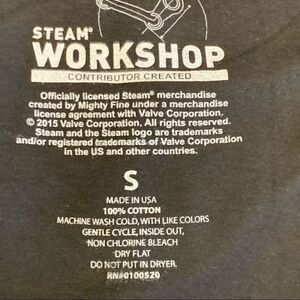 STEAM®
WORKSHOP
CONTRIBUTOR CREATED
Officially licensed Steam® merchandise
created by Mighty Fine under a merchandise
license agreement with Valve Corporation.
© 2015 Valve Corporation, All rights reserved.
Steam and the Steam logo are trademarks
and/or registered trademarks of Valve Corporation
in the US and other countries.
S
MADE IN USA
100% COTTON
MACHINE WASH COLD, WITH LIKE COLORS
GENTLE CYCLE, INSIDE OUT,
NON CHLORINE BLEACH
DRY FLAT
DO NOT PUT IN DRYER.
RN#0100520